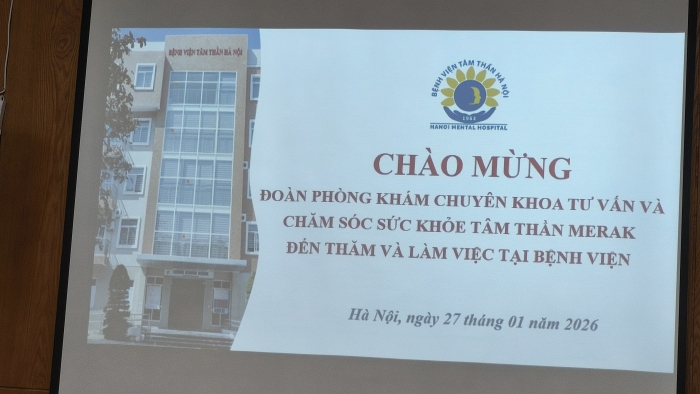 BỆNH VIỆN TÂM THẦN HÀ NỘI
BỆNH VIỆN TÂM THẦN HÀ NỘI
HANOI MENTAL HOSPITAL
CHÀO MỪNG
ĐOÀN PHÒNG KHÁM CHUYÊN KHOA TƯ VẤN VÀ
CHĂM SÓC SỨC KHỎE TÂM THẦN MERAK
ĐẾN THĂM VÀ LÀM VIỆC TẠI BỆNH VIỆN
Hà Nội, ngày 27 tháng 01 năm 2026